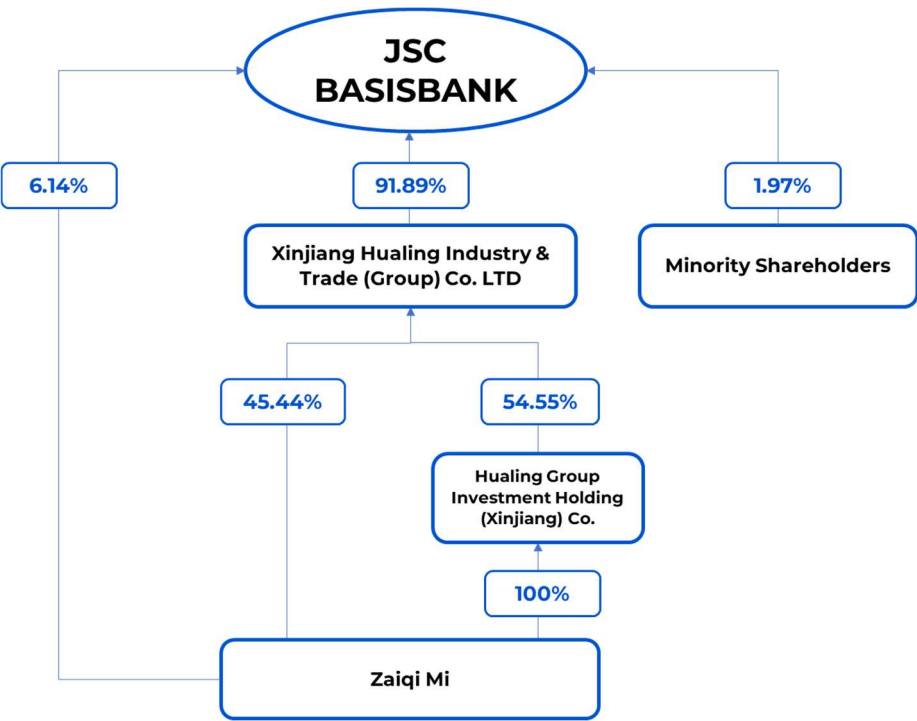 JSC
BASISBANK
6.14%
91.89%
1.97%
Xinjiang Hualing Industry &
Trade (Group) Co. LTD
Minority Shareholders
45.44%
54.55%
Hualing Group
Investment Holding
(Xinjiang) Co.
100%
Zaiqi Mi